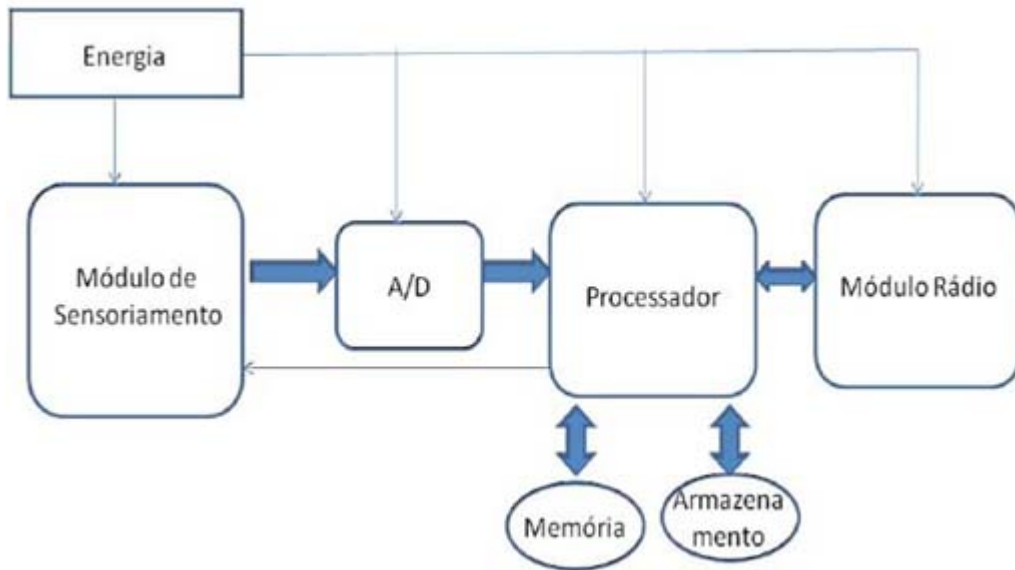 Energia
Módulo de
Sensoriamento
A/D
Processador
Módulo Rádio
Memória
Armazena
mento